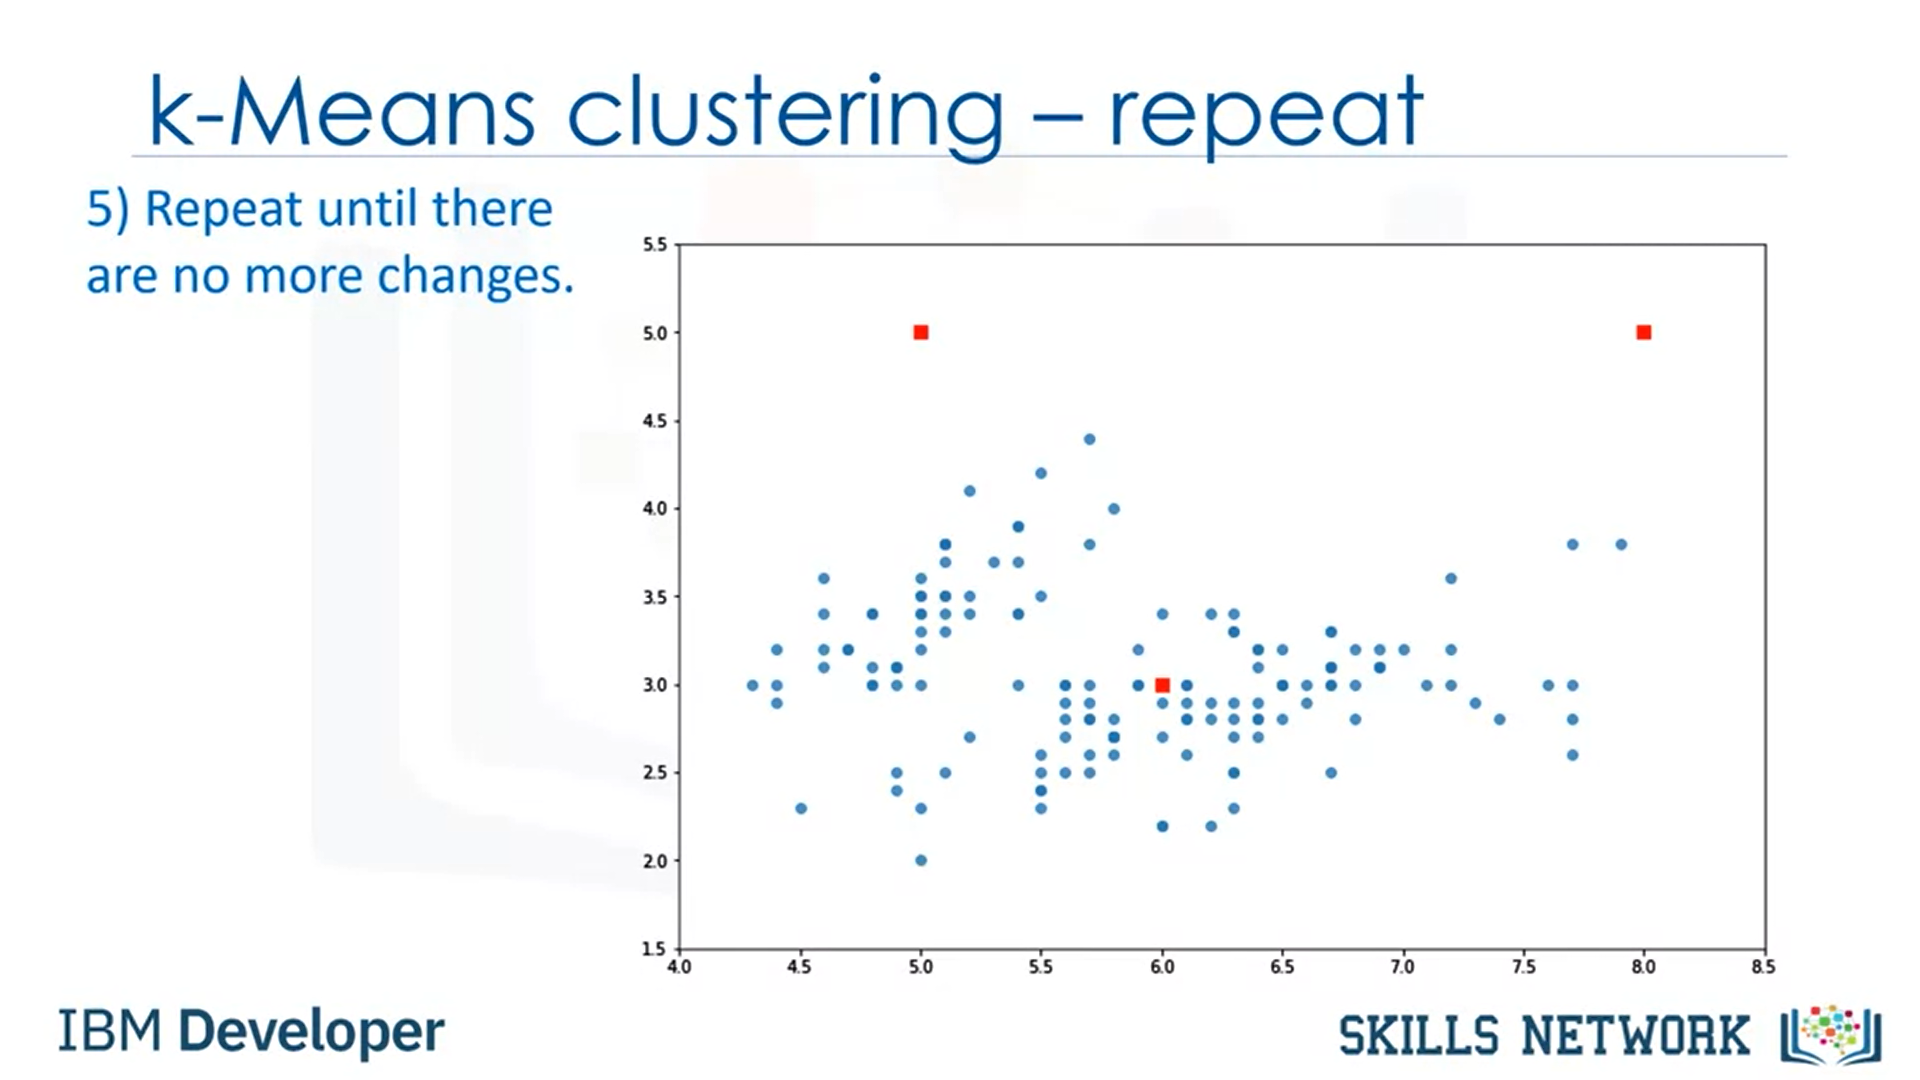 k-Means clustering – repeat
5) Repeat until there
are no more changes.
5.5
5.0
4.5
4.0
3.5
3.0
2.5
2.0
1.5
4.0 4.5 5.0 5.5 6.0 6.5 7.0 7.5 8.0 8.5
IBM Developer
SKILLS NETWORK